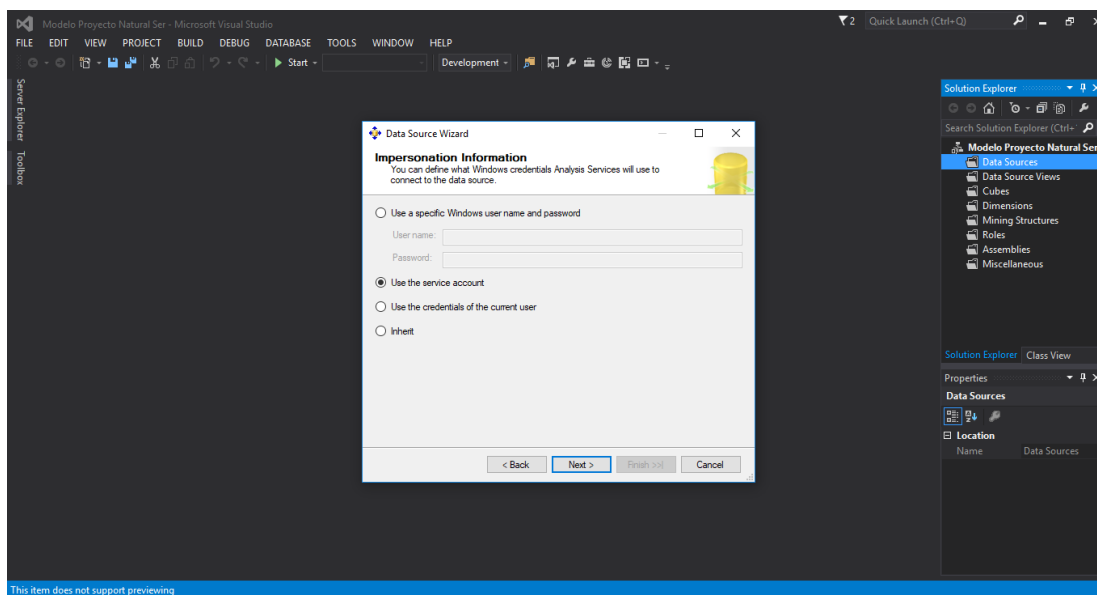 Modelo Proyecto Natural Ser - Microsoft Visual Studio
2 Quick Launch (Ctrl+Q)
FILE EDIT VIEW PROJECT BUILD DEBUG DATABASE TOOLS WINDOW HELP
Start Development
Server Explorer
Toolbox
Data Source Wizard
Impersonation Information
You can define what Windows credentials Analysis Services will use to
connect to the data source.
Use a specific Windows user name and password
User name:
Password:
Use the service account
Use the credentials of the current user
Inherit
< Back Next > Finish >>| Cancel
Solution Explorer
Search Solution Explorer (Ctrl+
Modelo Proyecto Natural Ser
Data Sources
Data Source Views
Cubes
Dimensions
Mining Structures
Roles
Assemblies
Miscellaneous
Solution Explorer Class View
Properties
Data Sources
Location
Name Data Sources
This item does not support previewing